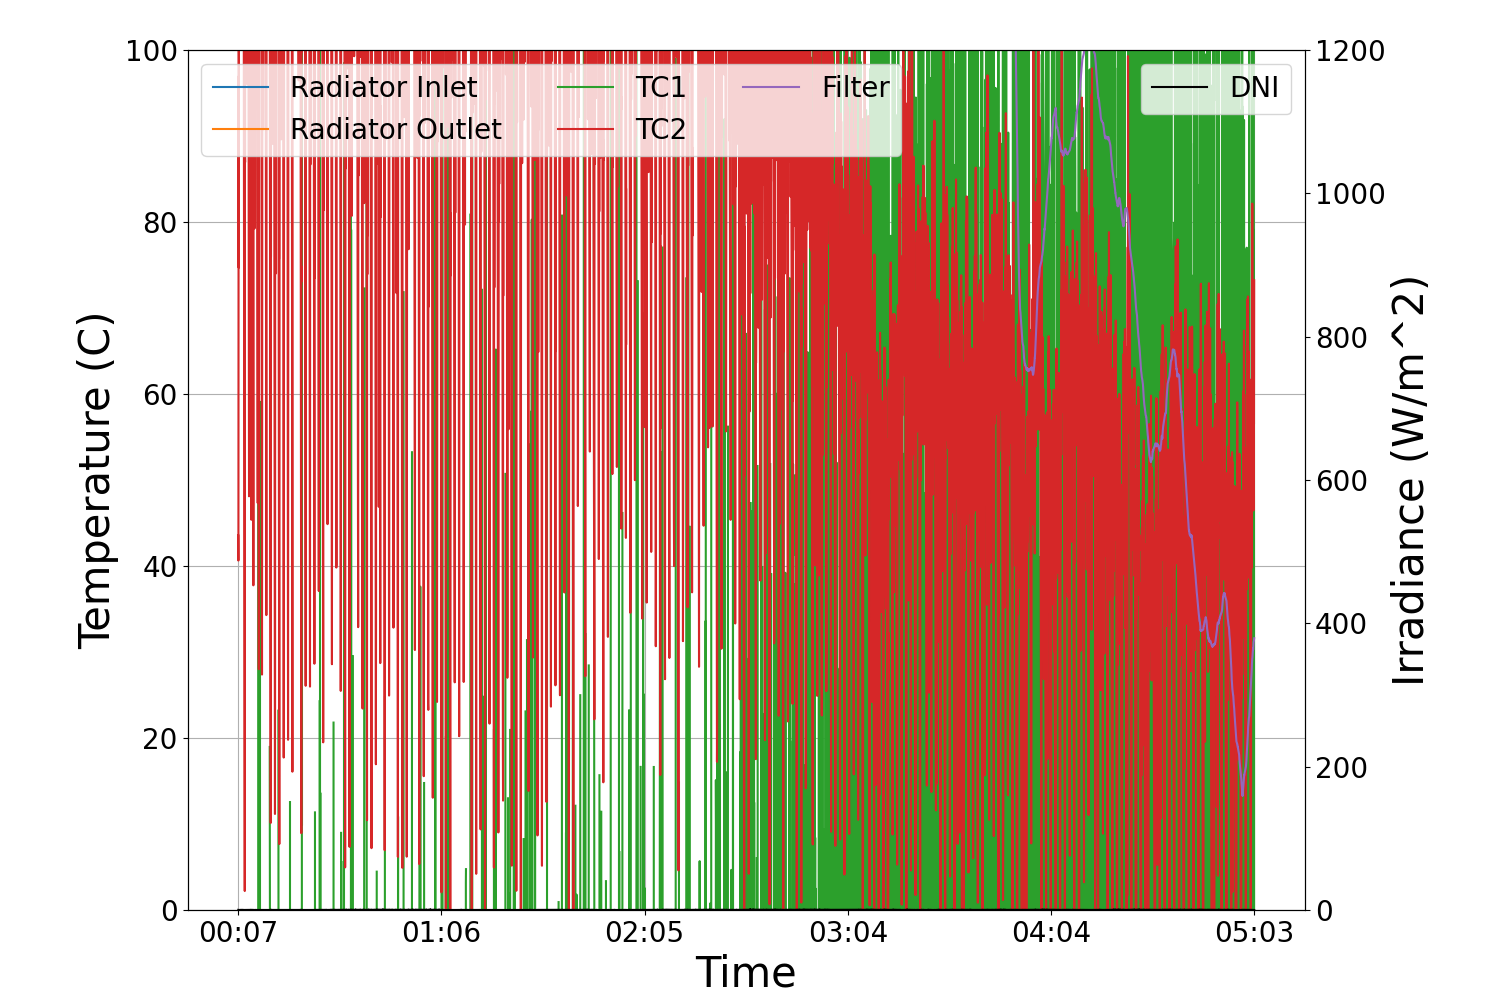 100
80
60
40
20
0
Temperature (C)
Radiator Inlet
Radiator Outlet
TC1
TC2
Filter
DNI
1200
1000
800
600
400
200
0
Irradiance (W/m^2)
00:07
01:06
02:05
03:04
04:04
05:03
Time